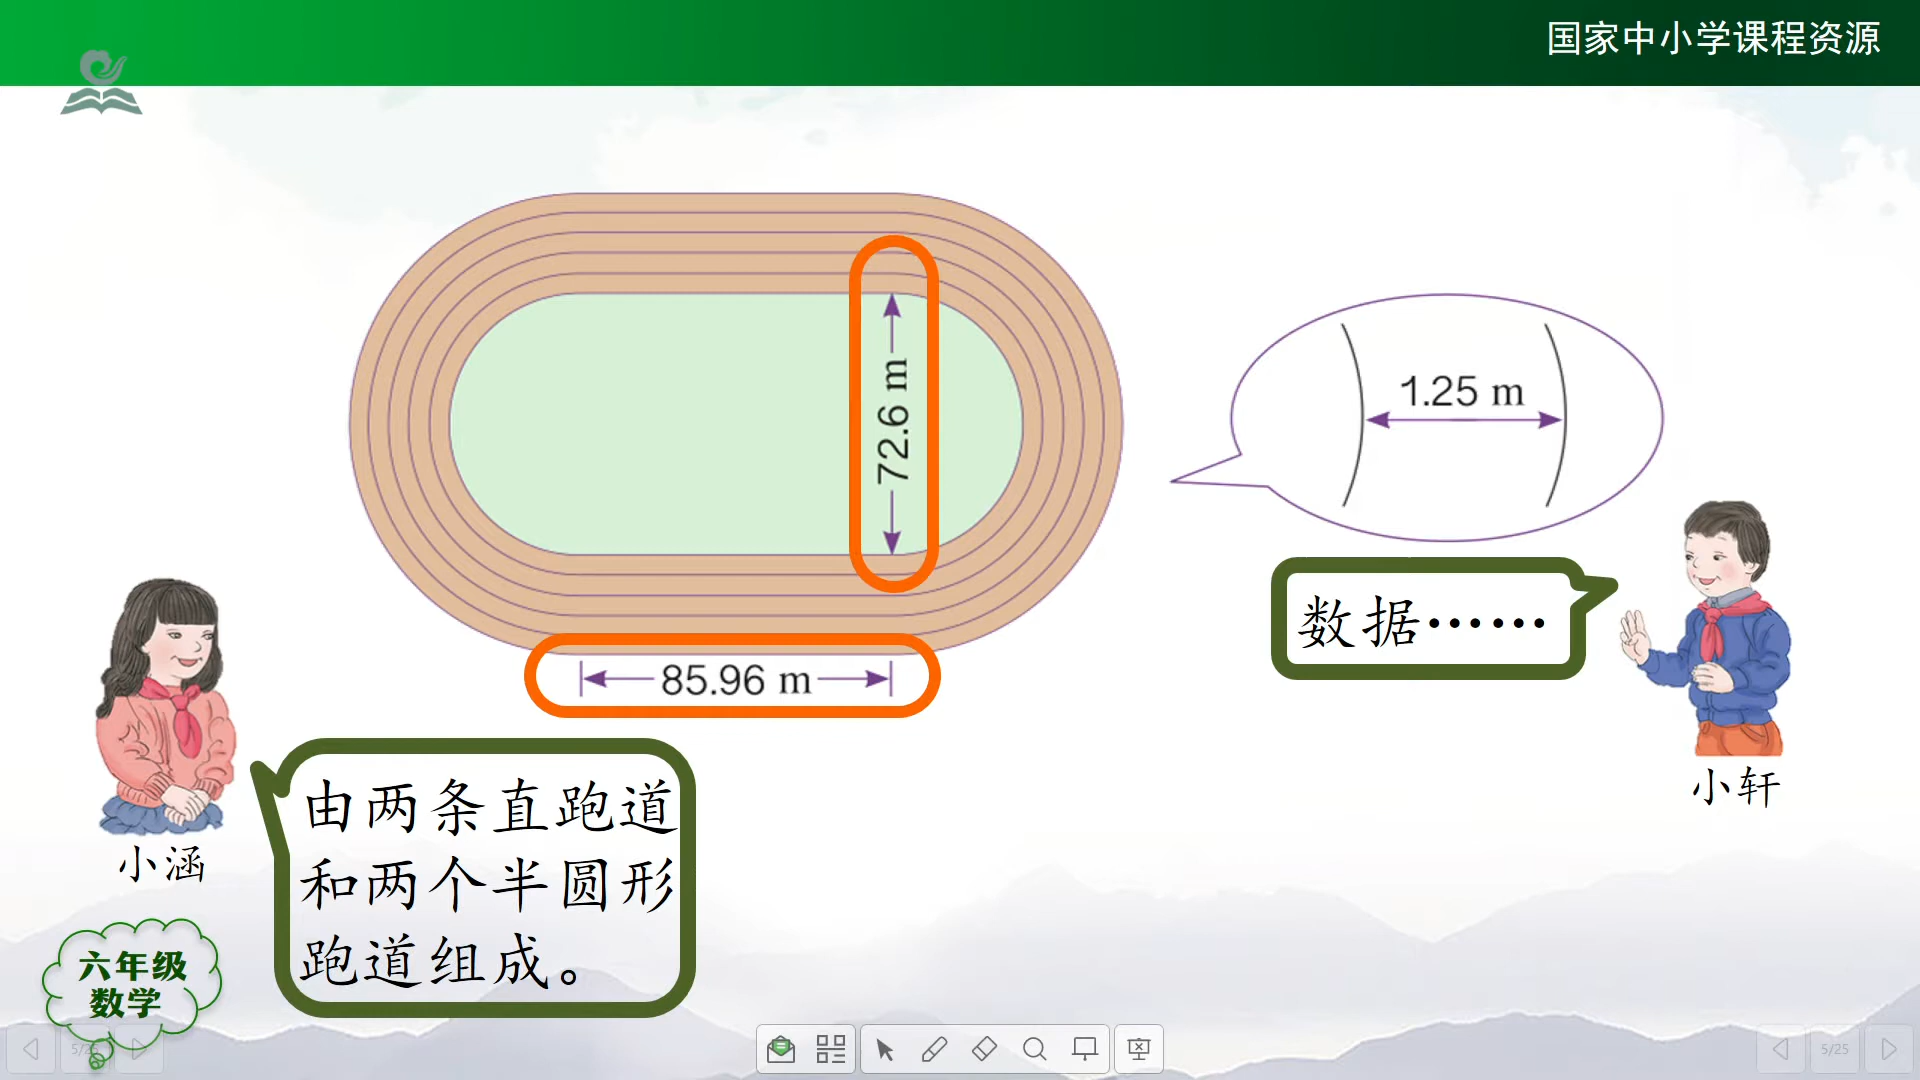 国家中小学课程资源
72.6 m
1.25 m
85.96 m
数据……
小轩
由两条直跑道
和两个半圆形
跑道组成。
小涵
六年级
数学
5/25
5/25